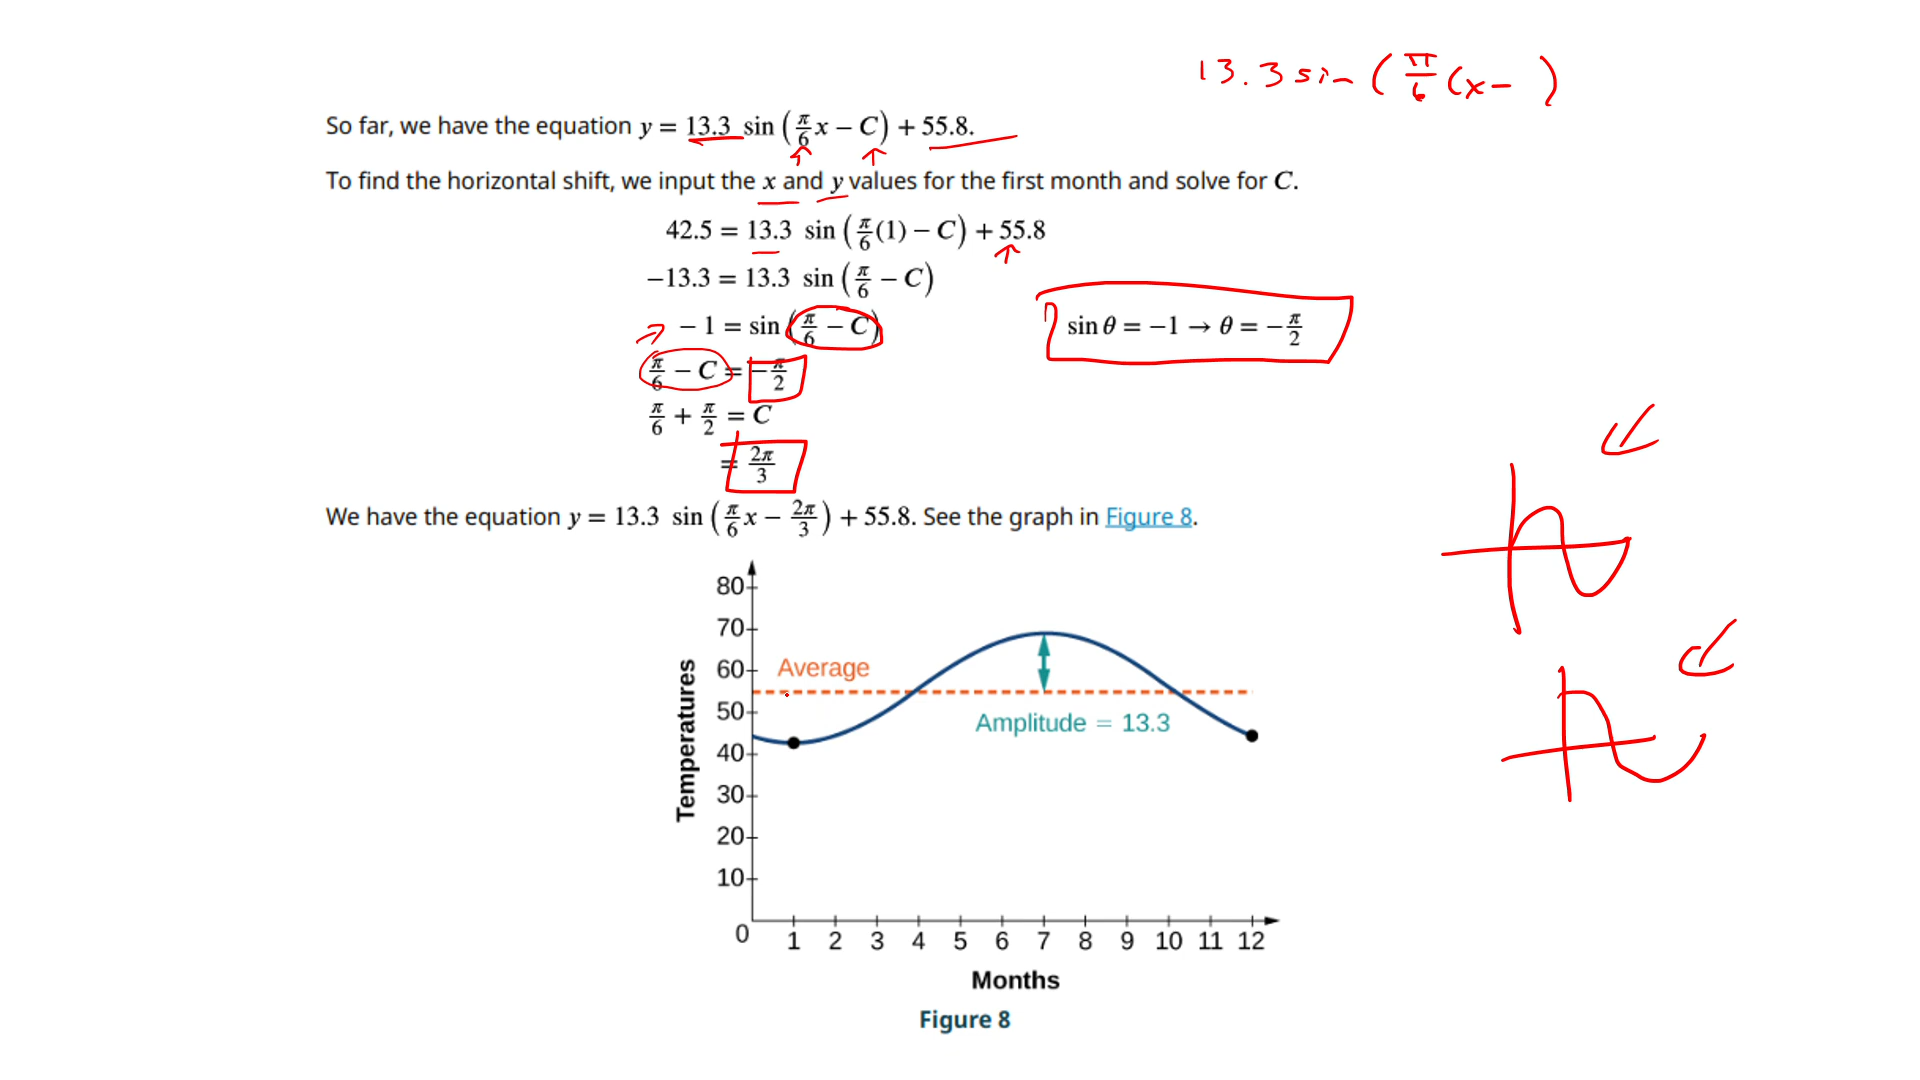 13.3 sin (π/6 (x- )
So far, we have the equation y = 13.3 sin (π/6 x − C) + 55.8.
To find the horizontal shift, we input the x and y values for the first month and solve for C.
42.5 = 13.3 sin (π/6 (1) − C) + 55.8
−13.3 = 13.3 sin (π/6 − C)
− 1 = sin (π/6 − C) sin θ = −1 → θ = −π/2
π/6 − C = −π/2
π/6 + π/2 = C
= 2π/3
We have the equation y = 13.3 sin (π/6 x − 2π/3) + 55.8. See the graph in Figure 8.
80
70
60
50
40
30
20
10
0
Temperatures
Average
Amplitude = 13.3
1 2 3 4 5 6 7 8 9 10 11 12
Months
Figure 8